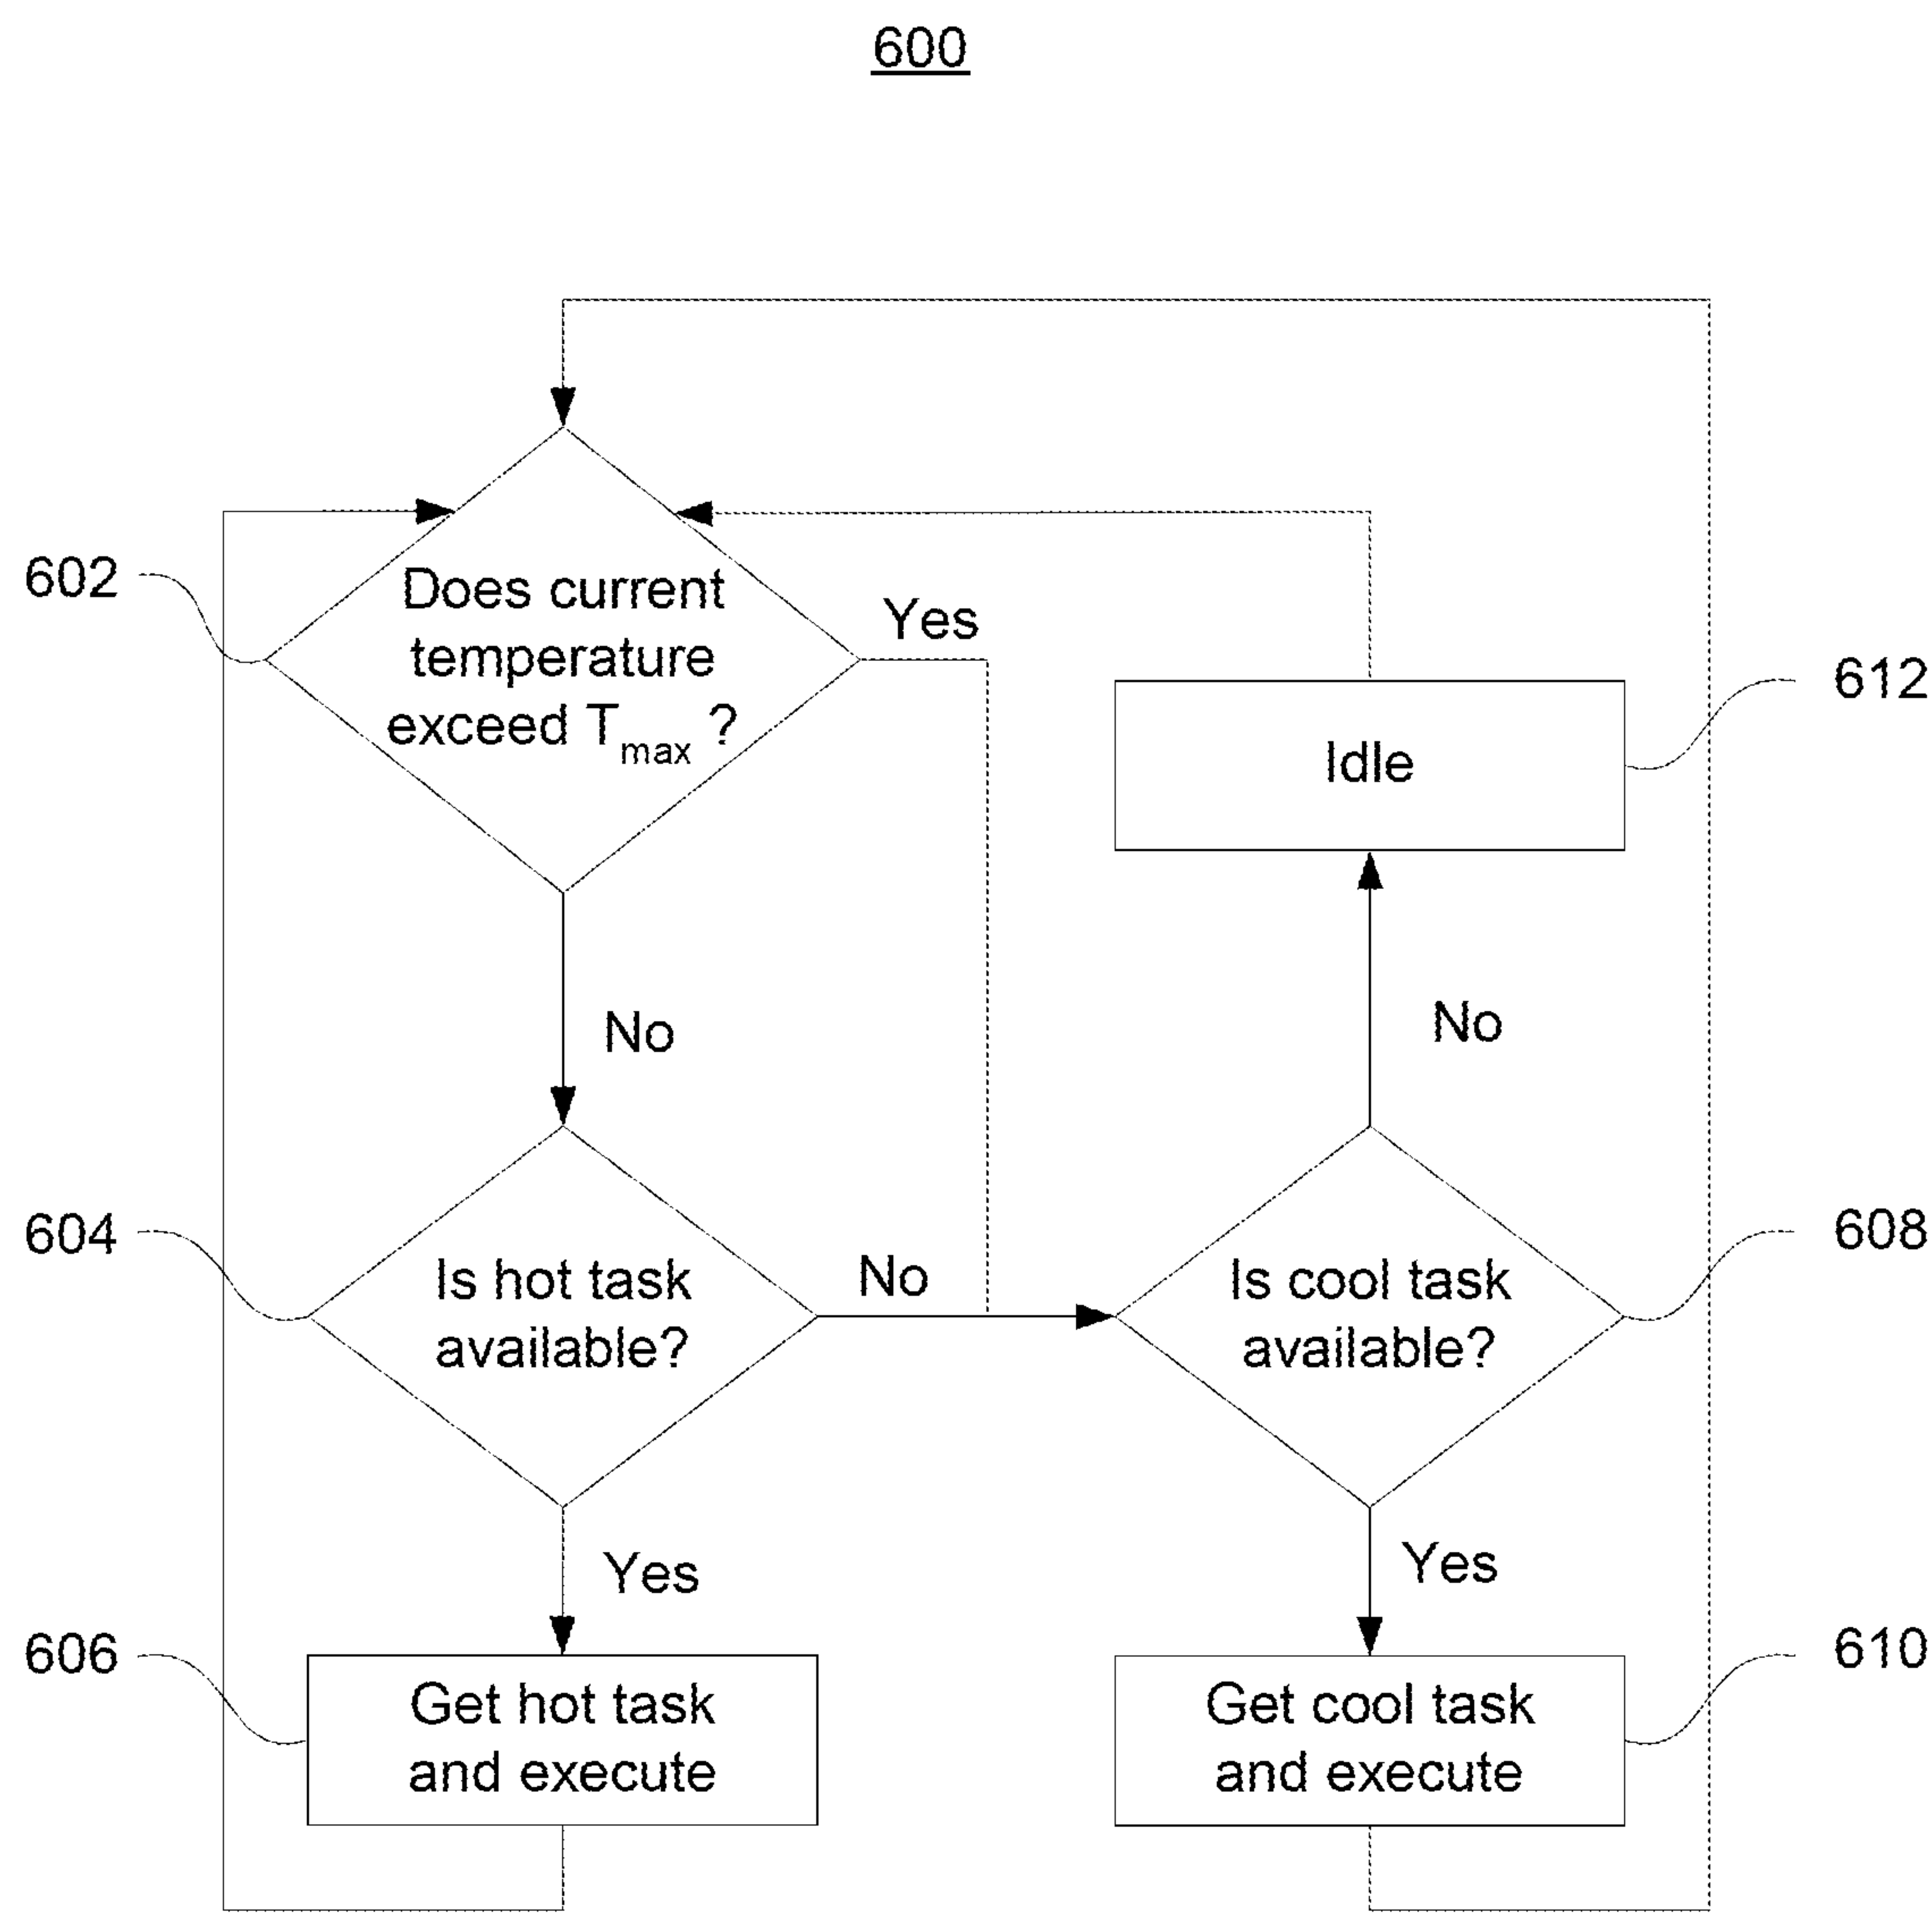 600
602
Does current
temperature
exceed Tmax ?
Yes
612
Idle
No
No
604
Is hot task
available?
No
Is cool task
available?
608
Yes
Yes
606
Get hot task
and execute
Get cool task
and execute
610